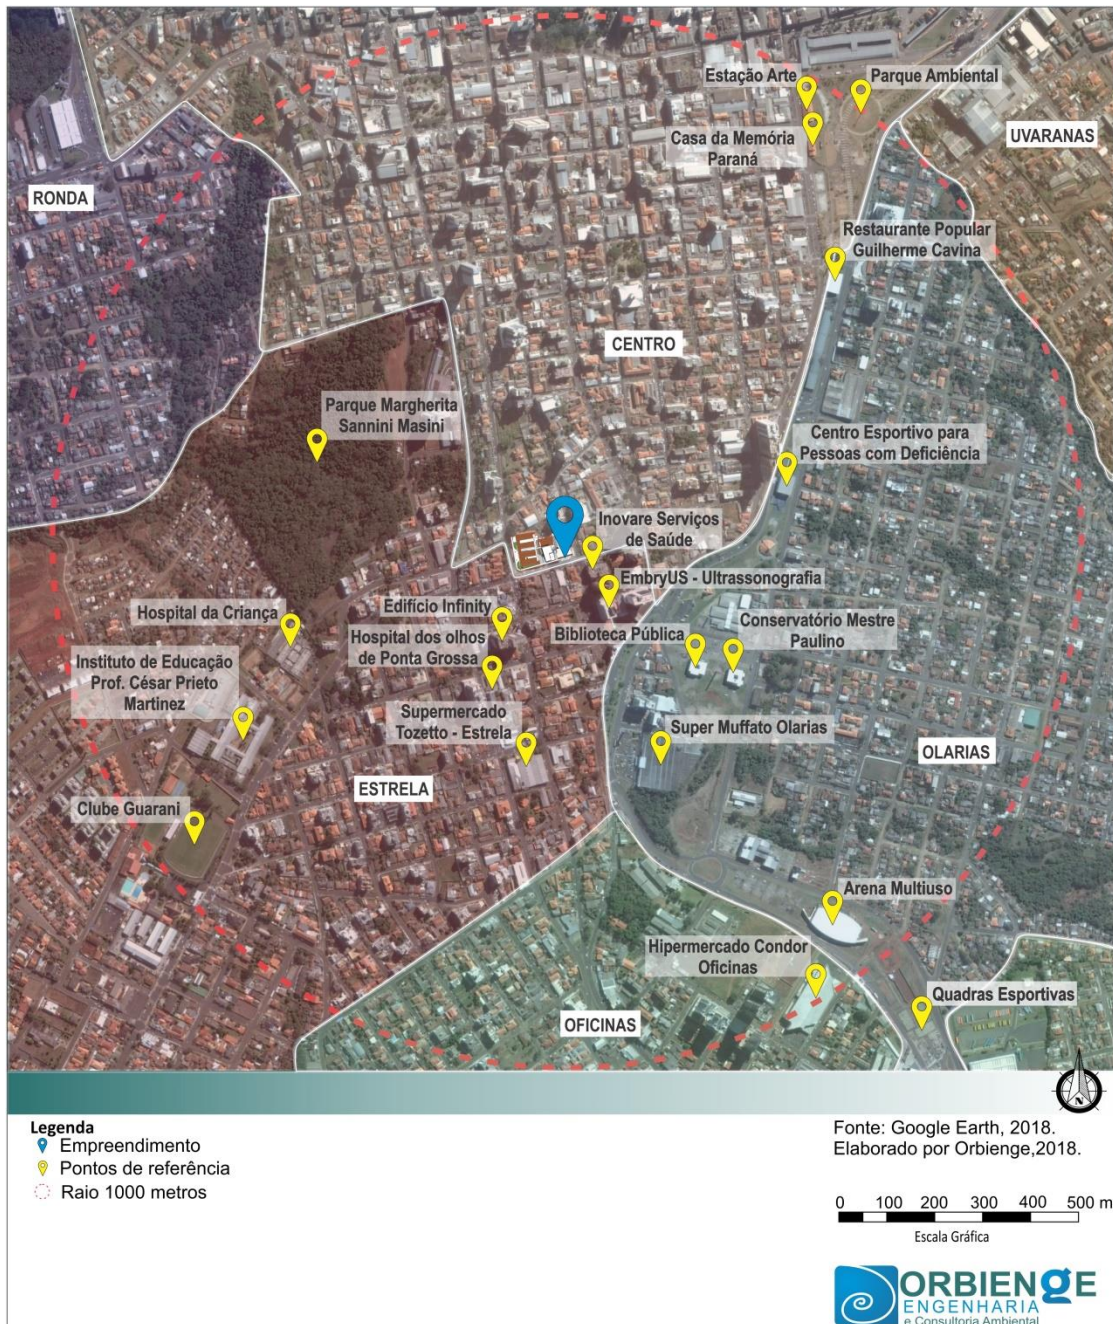 Estação Arte
Parque Ambiental
Casa da Memória
Paraná
UVARANAS
RONDA
Restaurante Popular
Guilherme Cavina
CENTRO
Parque Margherita
Sannini Masini
Centro Esportivo para
Pessoas com Deficiência
Inovare Serviços
de Saúde
EmbryUS - Ultrassonografia
Hospital da Criança
Edifício Infinity
Hospital dos olhos
de Ponta Grossa
Biblioteca Pública
Conservatório Mestre
Paulino
Instituto de Educação
Prof. César Prieto
Martinez
Supermercado
Tozetto - Estrela
Super Muffato Olarias
OLARIAS
ESTRELA
Clube Guarani
Arena Multiuso
Hipermercado Condor
Oficinas
Quadras Esportivas
OFICINAS
N
Legenda
Empreendimento
Pontos de referência
Raio 1000 metros
Fonte: Google Earth, 2018.
Elaborado por Orbienge,2018.
0 100 200 300 400 500 m
Escala Gráfica
ORBIENGE
ENGENHARIA
e Consultoria Ambiental